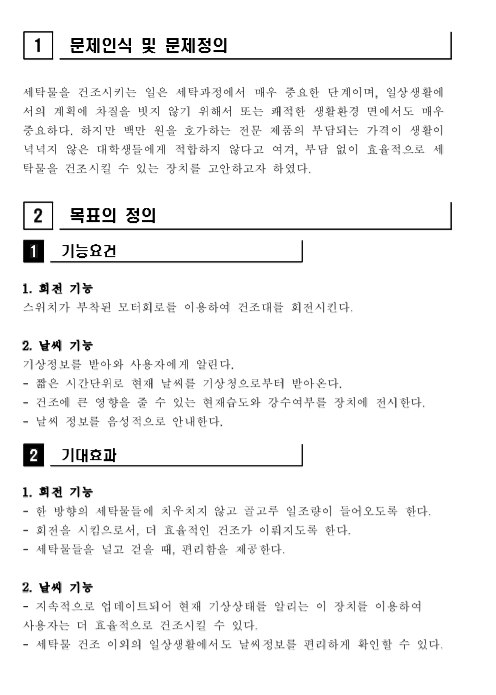 1 문제인식 및 문제정의
세탁물을 건조시키는 일은 세탁과정에서 매우 중요한 단계이며, 일상생활에
서의 계획에 차질을 빚지 않기 위해서 또는 쾌적한 생활환경 면에서도 매우
중요하다. 하지만 백만 원을 호가하는 전문 제품의 부담되는 가격이 생활이
넉넉지 않은 대학생들에게 적합하지 않다고 여겨, 부담 없이 효율적으로 세
탁물을 건조시킬 수 있는 장치를 고안하고자 하였다.
2 목표의 정의
1 기능요건
1. 회전 기능
스위치가 부착된 모터회로를 이용하여 건조대를 회전시킨다.
2. 날씨 기능
기상정보를 받아와 사용자에게 알린다.
- 짧은 시간단위로 현재 날씨를 기상청으로부터 받아온다.
- 건조에 큰 영향을 줄 수 있는 현재습도와 강수여부를 장치에 전시한다.
- 날씨 정보를 음성적으로 안내한다.
2 기대효과
1. 회전 기능
- 한 방향의 세탁물들에 치우치지 않고 골고루 일조량이 들어오도록 한다.
- 회전을 시킴으로서, 더 효율적인 건조가 이뤄지도록 한다.
- 세탁물들을 널고 걷을 때, 편리함을 제공한다.
2. 날씨 기능
- 지속적으로 업데이트되어 현재 기상상태를 알리는 이 장치를 이용하여
사용자는 더 효율적으로 건조시킬 수 있다.
- 세탁물 건조 이외의 일상생활에서도 날씨정보를 편리하게 확인할 수 있다.